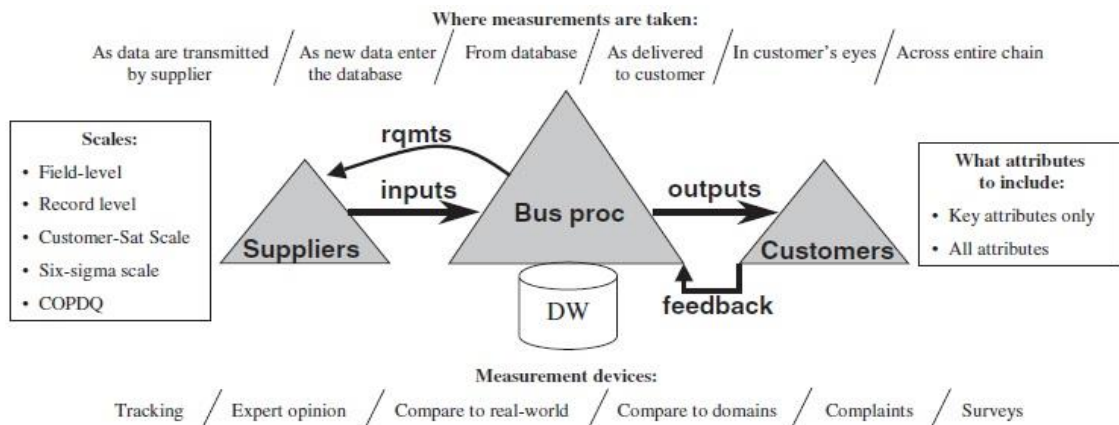 Where measurements are taken:
As data are transmitted
by supplier
As new data enter
the database
From database
As delivered
to customer
In customer's eyes
Across entire chain
Scales:
• Field-level
• Record level
• Customer-Sat Scale
• Six-sigma scale
• COPDQ
rqmts
inputs
Suppliers
Bus proc
DW
outputs
Customers
feedback
What attributes
to include:
• Key attributes only
• All attributes
Measurement devices:
Tracking / Expert opinion / Compare to real-world / Compare to domains / Complaints / Surveys